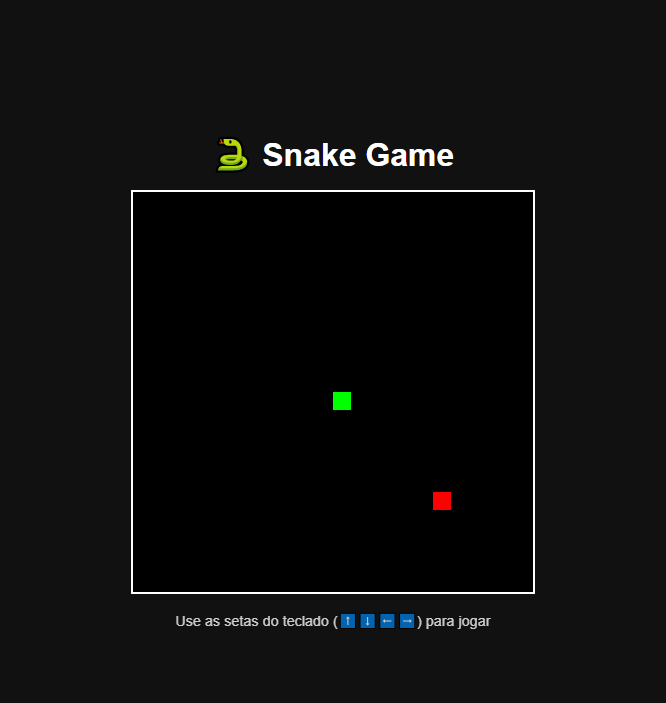 🐍 Snake Game
Use as setas do teclado (⬆️ ⬇️ ⬅️ ➡️) para jogar